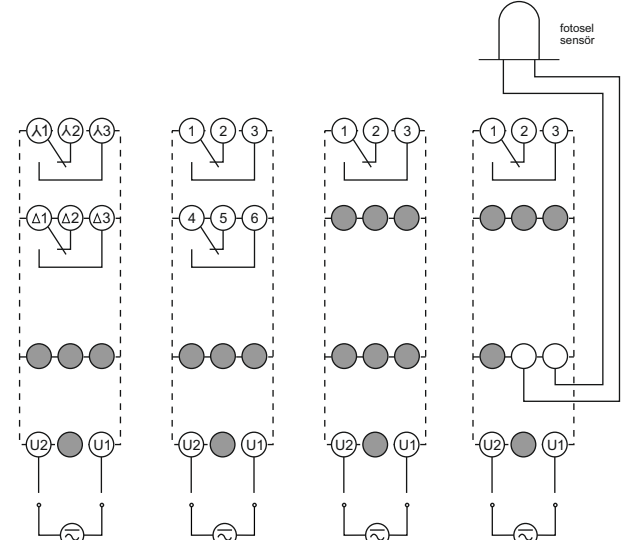 fotosel
sensör
⅄1 ⅄2 ⅄3 1 2 3 1 2 3 1 2 3
Δ1 Δ2 Δ3 4 5 6
U2 U1 U2 U1 U2 U1 U2 U1